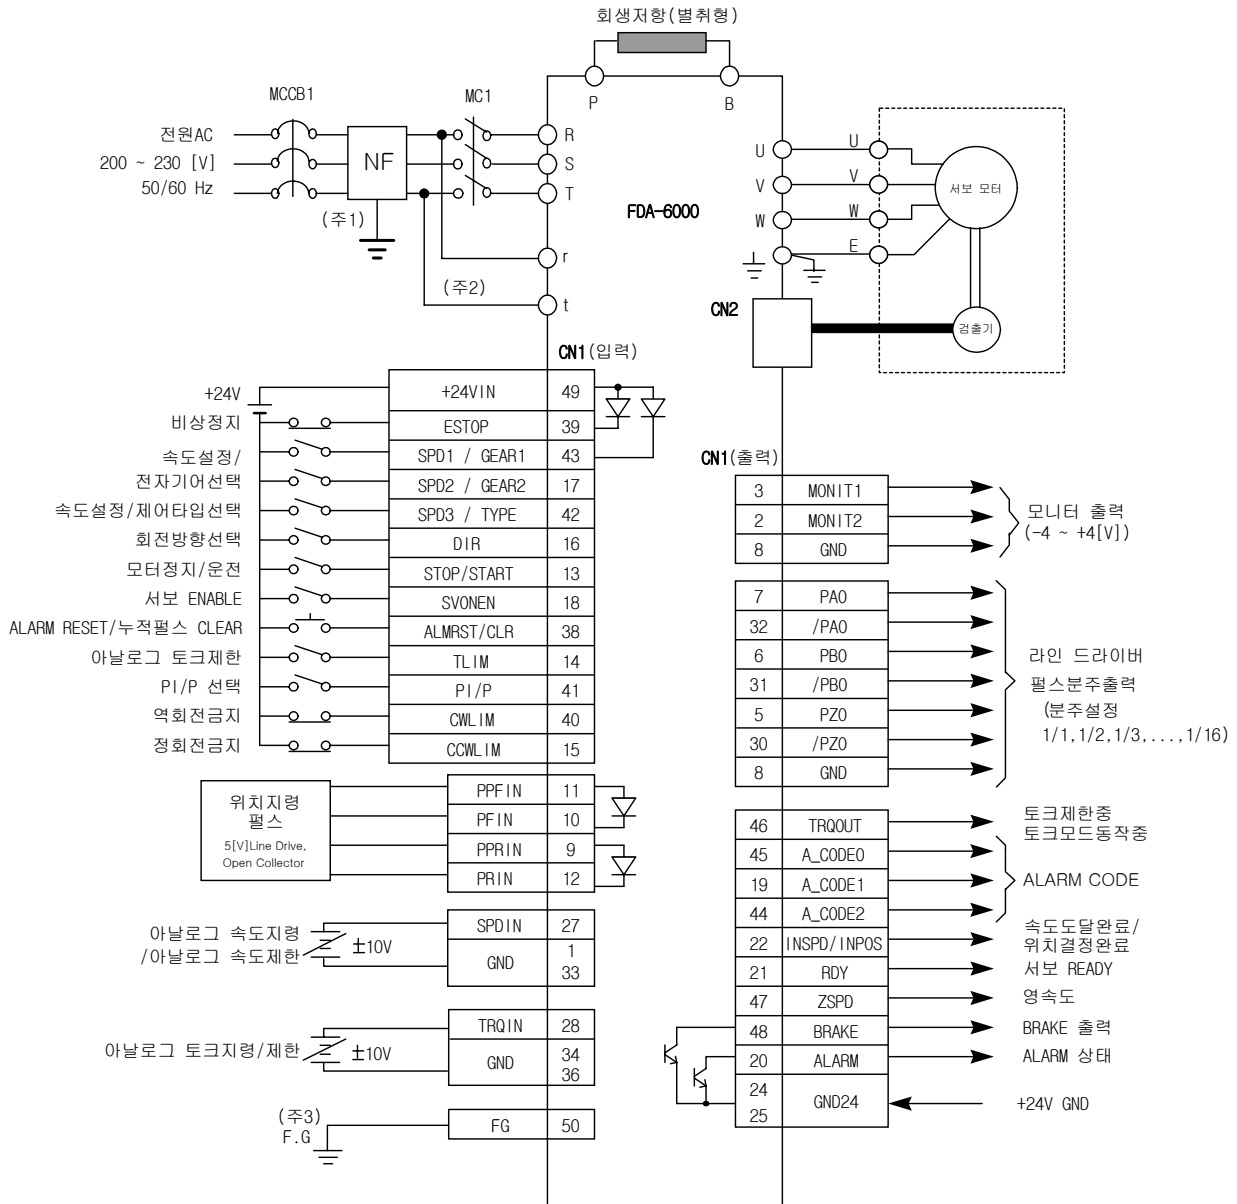 회생저항(별취형)
P
B
MCCB1
MC1
전원AC
200 ~ 230 [V]
50/60 Hz
NF
(주1)
(주2)
R
S
T
r
t
FDA-6000
U
V
W
U
V
W
E
서보 모터
검출기
CN2
CN1(입력)
+24V
+24VIN 49
비상정지 ESTOP 39
속도설정/ SPD1 / GEAR1 43
전자기어선택 SPD2 / GEAR2 17
속도설정/제어타입선택 SPD3 / TYPE 42
회전방향선택 DIR 16
모터정지/운전 STOP/START 13
서보 ENABLE SVONEN 18
ALARM RESET/누적펄스 CLEAR ALMRST/CLR 38
아날로그 토크제한 TLIM 14
PI/P 선택 PI/P 41
역회전금지 CWLIM 40
정회전금지 CCWLIM 15
위치지령
펄스
5[V]Line Drive,
Open Collector
PPFIN 11
PFIN 10
PPRIN 9
PRIN 12
아날로그 속도지령
/아날로그 속도제한
±10V
SPDIN 27
GND 1
33
아날로그 토크지령/제한
±10V
TRQIN 28
GND 34
36
(주3)
F.G
FG 50
CN1(출력)
3 MONIT1
2 MONIT2
8 GND
모니터 출력
(-4 ~ +4[V])
7 PAO
32 /PAO
6 PBO
31 /PBO
5 PZO
30 /PZO
8 GND
라인 드라이버
펄스분주출력
(분주설정
1/1,1/2,1/3,...,1/16)
46 TRQOUT
토크제한중
토크모드동작중
45 A_CODE0
19 A_CODE1
44 A_CODE2
ALARM CODE
22 INSPD/INPOS
속도도달완료/
위치결정완료
21 RDY 서보 READY
47 ZSPD 영속도
48 BRAKE BRAKE 출력
20 ALARM ALARM 상태
24
25
GND24 +24V GND